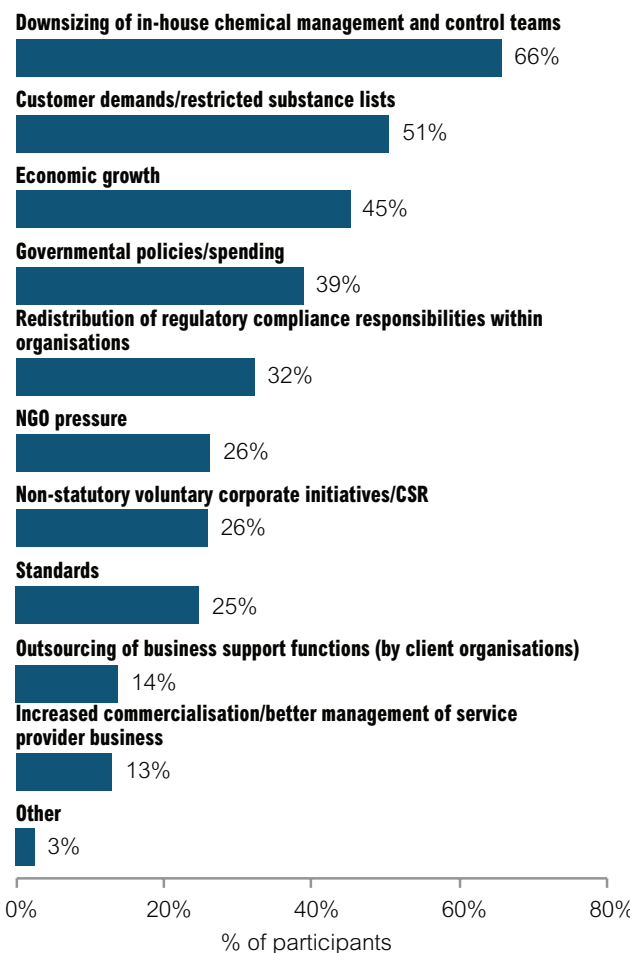 Downsizing of in-house chemical management and control teams
66%
Customer demands/restricted substance lists
51%
Economic growth
45%
Governmental policies/spending
39%
Redistribution of regulatory compliance responsibilities within
organisations
32%
NGO pressure
26%
Non-statutory voluntary corporate initiatives/CSR
26%
Standards
25%
Outsourcing of business support functions (by client organisations)
14%
Increased commercialisation/better management of service
provider business
13%
Other
3%
0% 20% 40% 60% 80%
% of participants